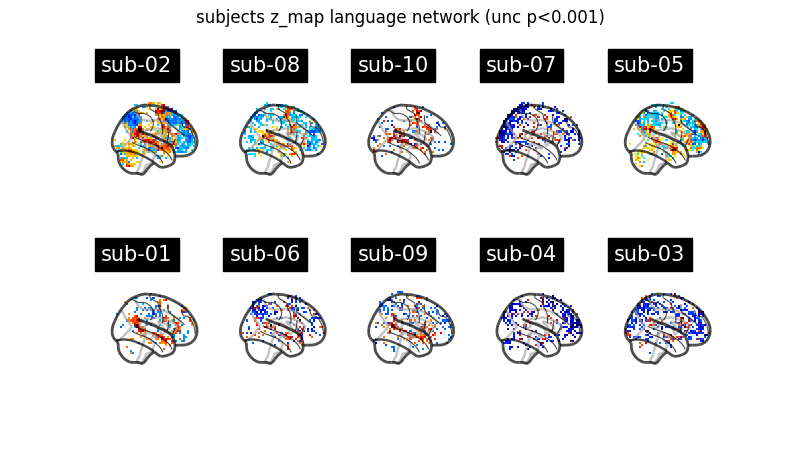 subjects z_map language network (unc p<0.001)
sub-02
sub-08
sub-10
sub-07
sub-05
sub-01
sub-06
sub-09
sub-04
sub-03